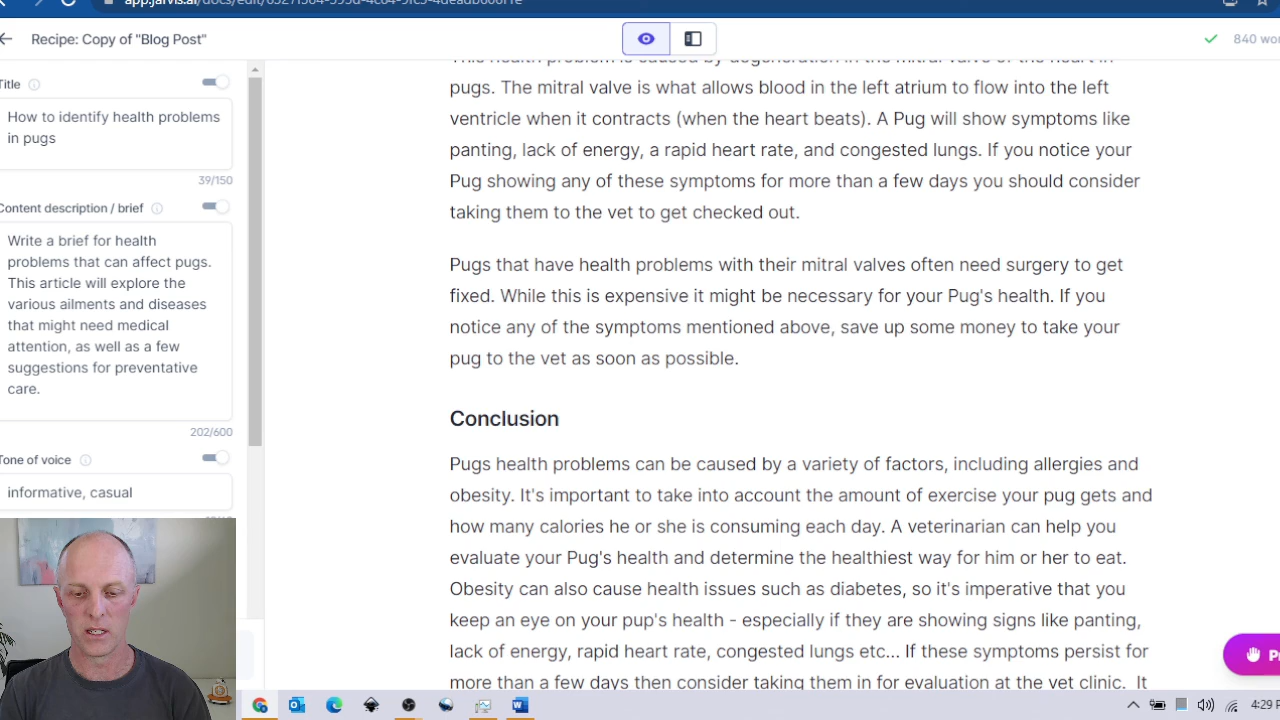 Recipe: Copy of "Blog Post"
840
Title
How to identify health problems
in pugs
39/150
Content description / brief
Write a brief for health
problems that can affect pugs.
This article will explore the
various ailments and diseases
that might need medical
attention, as well as a few
suggestions for preventative
care.
202/600
Tone of voice
informative, casual
pugs. The mitral valve is what allows blood in the left atrium to flow into the left
ventricle when it contracts (when the heart beats). A Pug will show symptoms like
panting, lack of energy, a rapid heart rate, and congested lungs. If you notice your
Pug showing any of these symptoms for more than a few days you should consider
taking them to the vet to get checked out.
Pugs that have health problems with their mitral valves often need surgery to get
fixed. While this is expensive it might be necessary for your Pug's health. If you
notice any of the symptoms mentioned above, save up some money to take your
pug to the vet as soon as possible.
Conclusion
Pugs health problems can be caused by a variety of factors, including allergies and
obesity. It's important to take into account the amount of exercise your pug gets and
how many calories he or she is consuming each day. A veterinarian can help you
evaluate your Pug's health and determine the healthiest way for him or her to eat.
Obesity can also cause health issues such as diabetes, so it's imperative that you
keep an eye on your pup's health - especially if they are showing signs like panting,
lack of energy, rapid heart rate, congested lungs etc... If these symptoms persist for
more than a few days then consider taking them in for evaluation at the vet clinic. It
4:29